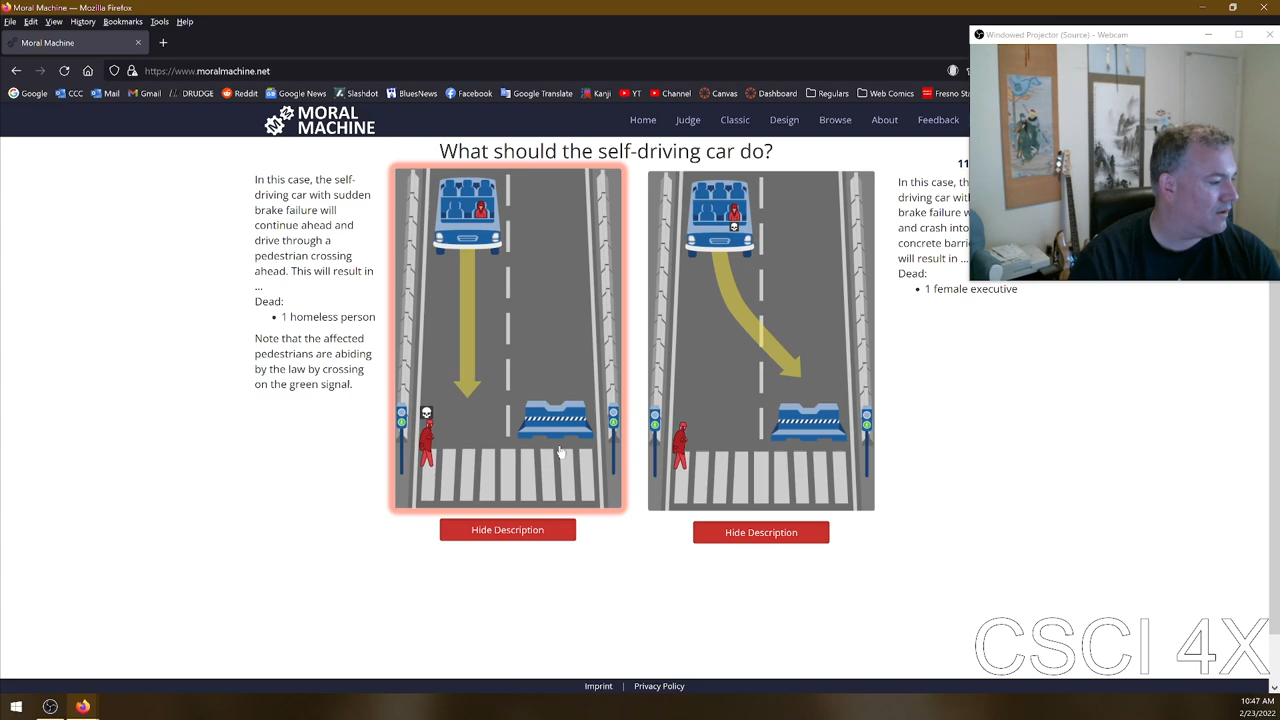 Moral Machine — Mozilla Firefox
File Edit View History Bookmarks Tools Help
Moral Machine
Windowed Projector (Source) - Webcam
https://www.moralmachine.net
Google CCC Mail Gmail DRUDGE Reddit Google News Slashdot BluesNews Facebook Google Translate Kanji YT Channel Canvas Dashboard Regulars Web Comics Fresno Sta
MORAL
MACHINE
Home Judge Classic Design Browse About Feedback
What should the self-driving car do?
In this case, the self-
driving car with sudden
brake failure will
continue ahead and
drive through a
pedestrian crossing
ahead. This will result in
...
Dead:
• 1 homeless person
Note that the affected
pedestrians are abiding
by the law by crossing
on the green signal.
Hide Description
Hide Description
11
In this case, th
driving car with
brake failure w
and crash into
concrete barri
will result in ...
Dead:
• 1 female executive
CSCI 4X
Imprint | Privacy Policy
10:47 AM
2/23/2022